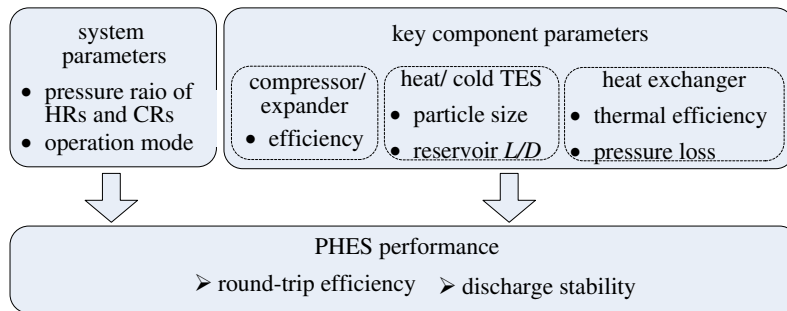 system
parameters
• pressure raio of
HRs and CRs
• operation mode
key component parameters
compressor/
expander
• efficiency
heat/ cold TES
• particle size
• reservoir L/D
heat exchanger
• thermal efficiency
• pressure loss
PHES performance
➢ round-trip efficiency ➢ discharge stability